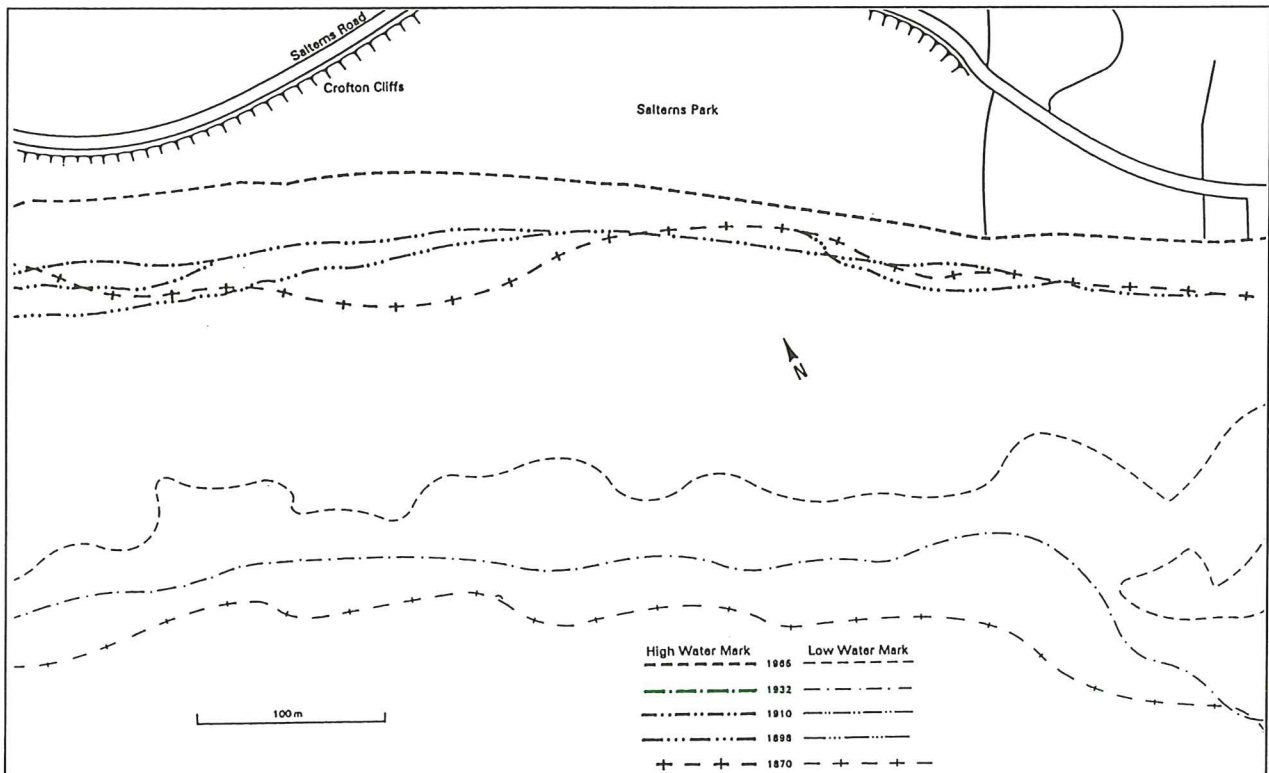 Salterns Road
Crofton Cliffs
Salterns Park
N
100 m
High Water Mark Low Water Mark
1965
1932
1910
1898
1870